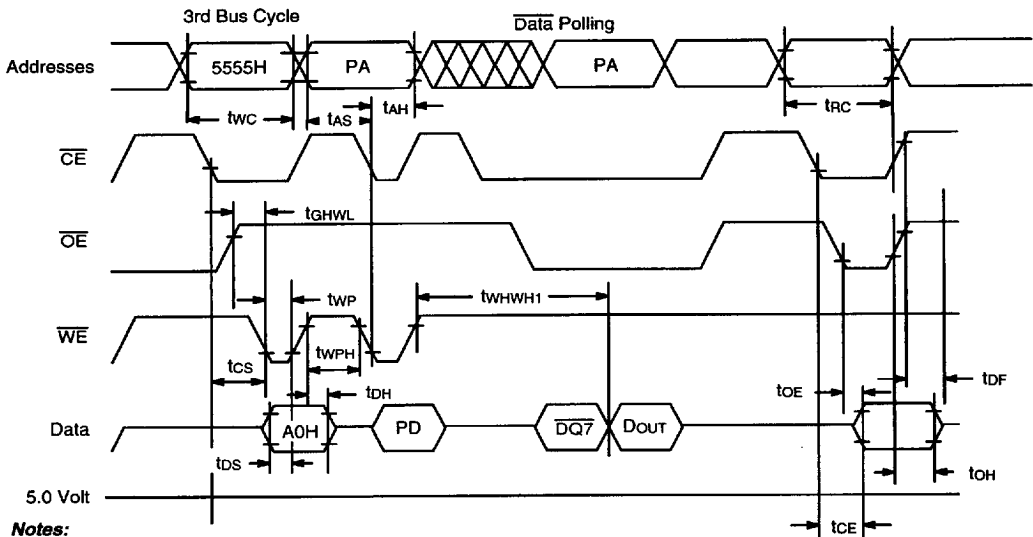 3rd Bus Cycle
Data Polling
Addresses
5555H
PA
PA
tAH
tWC
tAS
tRC
CE
tGHWL
OE
tWP
tWHWH1
WE
tCS
tWPH
tDH
tOE
tDF
Data
A0H
PD
DQ7
DOUT
tDS
tOH
5.0 Volt
tCE
Notes: